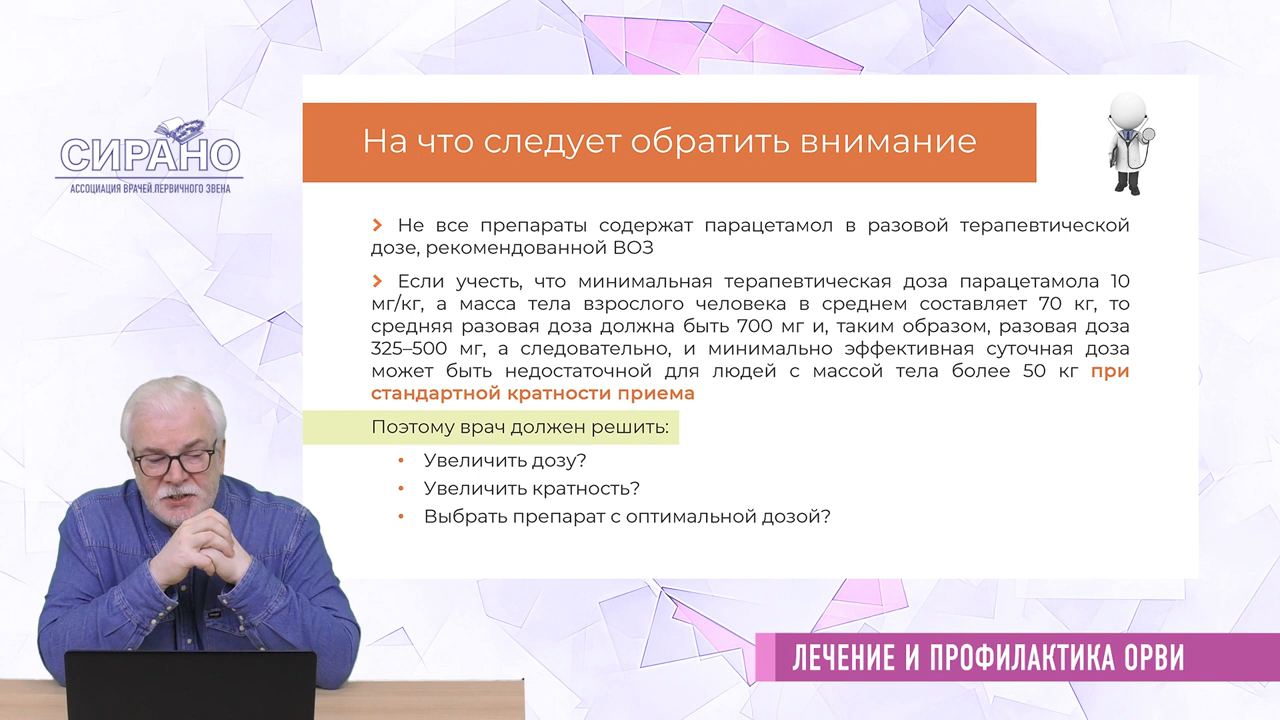 СИРАНО
АССОЦИАЦИЯ ВРАЧЕЙ ПЕРВИЧНОГО ЗВЕНА
На что следует обратить внимание
Не все препараты содержат парацетамол в разовой терапевтической
дозе, рекомендованной ВОЗ
Если учесть, что минимальная терапевтическая доза парацетамола 10
мг/кг, а масса тела взрослого человека в среднем составляет 70 кг, то
средняя разовая доза должна быть 700 мг и, таким образом, разовая доза
325–500 мг, а следовательно, и минимально эффективная суточная доза
может быть недостаточной для людей с массой тела более 50 кг при
стандартной кратности приема
Поэтому врач должен решить:
• Увеличить дозу?
• Увеличить кратность?
• Выбрать препарат с оптимальной дозой?
ЛЕЧЕНИЕ И ПРОФИЛАКТИКА ОРВИ